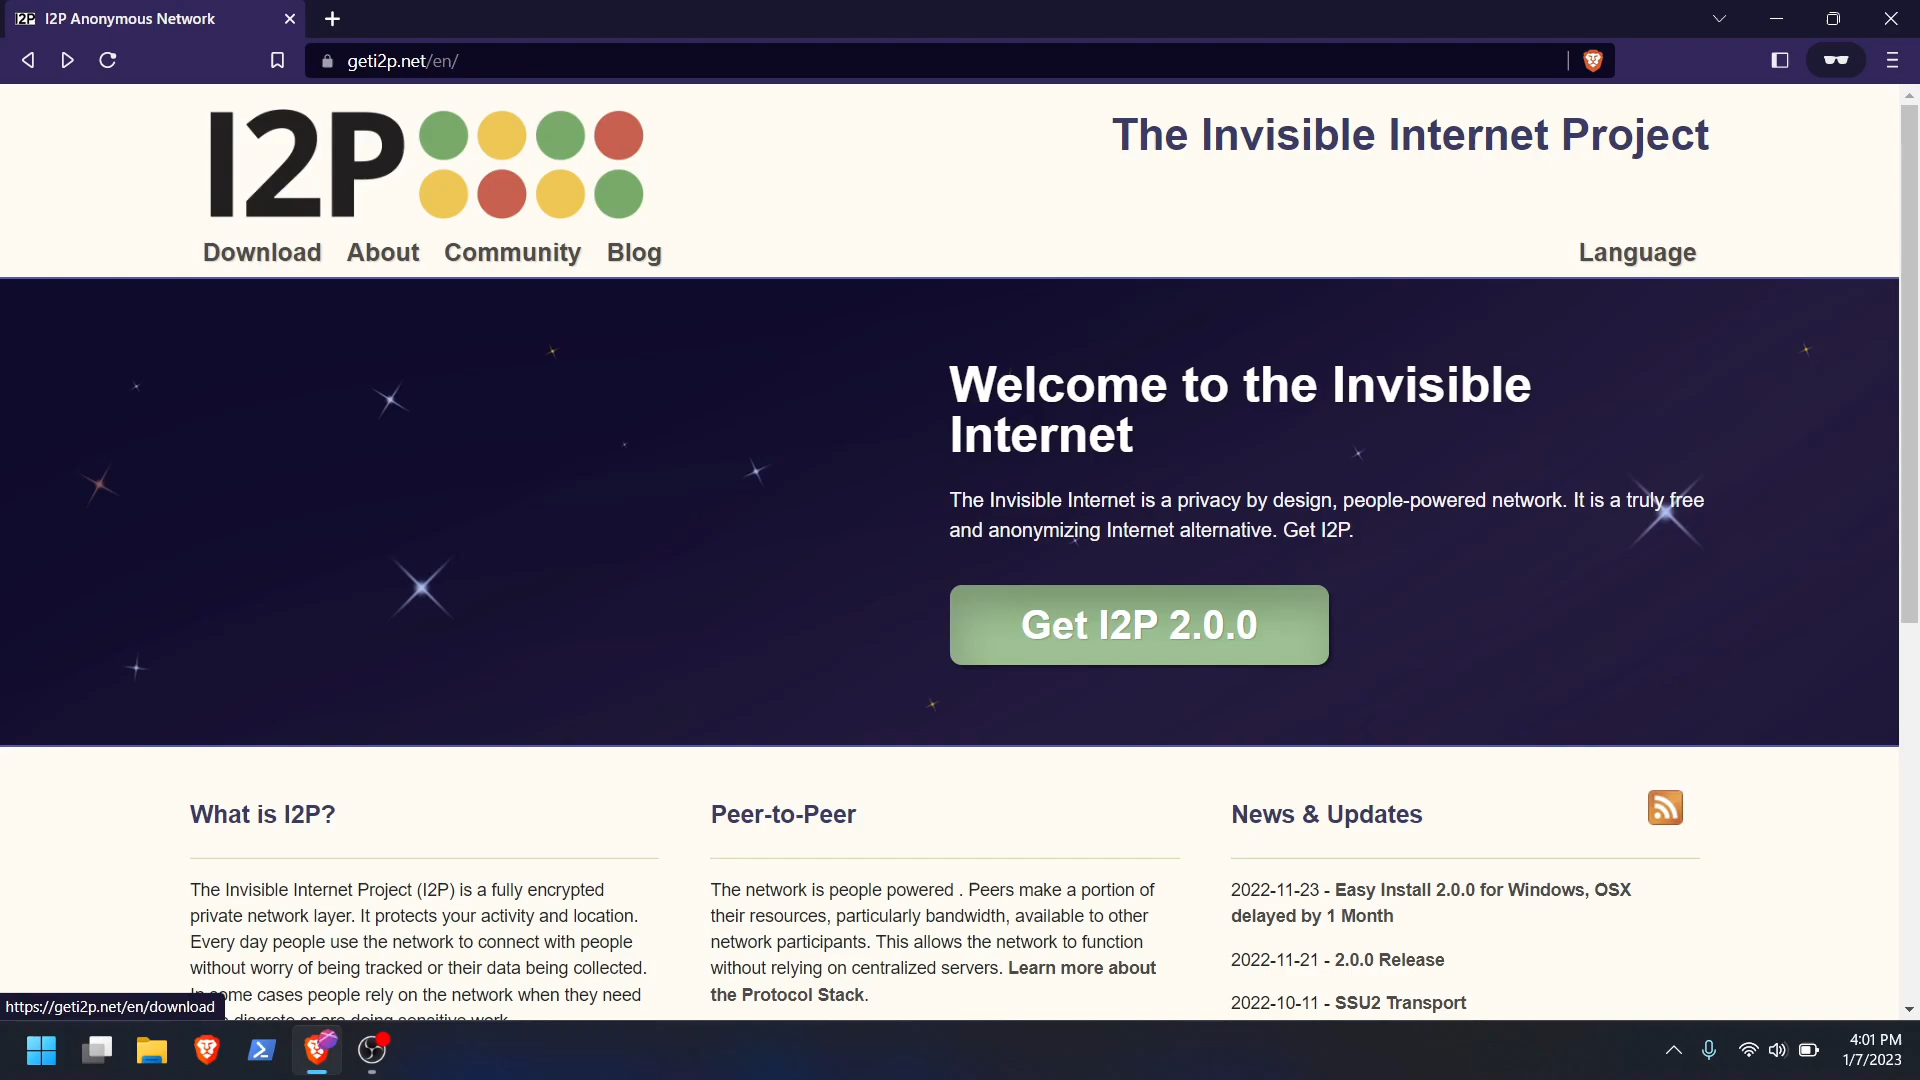 I2P Anonymous Network
geti2p.net/en/
I2P
The Invisible Internet Project
Download About Community Blog
Language
Welcome to the Invisible
Internet
The Invisible Internet is a privacy by design, people-powered network. It is a truly free
and anonymizing Internet alternative. Get I2P.
Get I2P 2.0.0
What is I2P?
The Invisible Internet Project (I2P) is a fully encrypted
private network layer. It protects your activity and location.
Every day people use the network to connect with people
without worry of being tracked or their data being collected.
In some cases people rely on the network when they need
discrete or are doing sensitive work.
Peer-to-Peer
The network is people powered . Peers make a portion of
their resources, particularly bandwidth, available to other
network participants. This allows the network to function
without relying on centralized servers. Learn more about
the Protocol Stack.
News & Updates
2022-11-23 - Easy Install 2.0.0 for Windows, OSX
delayed by 1 Month
2022-11-21 - 2.0.0 Release
2022-10-11 - SSU2 Transport
https://geti2p.net/en/download
4:01 PM
1/7/2023